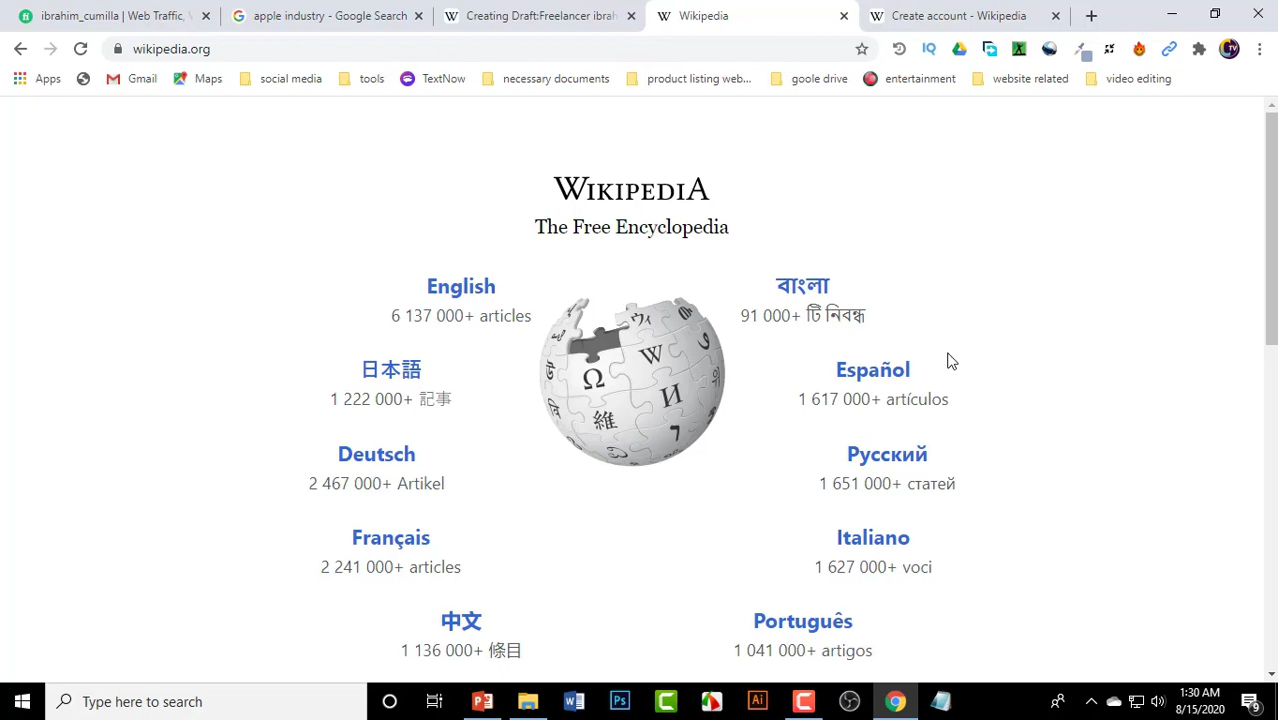 ibrahim_cumilla | Web Traffic, W
apple industry - Google Search
Creating Draft:Freelancer ibrah
Wikipedia
Create account - Wikipedia
wikipedia.org
Apps
Gmail
Maps
social media
tools
TextNow
necessary documents
product listing web...
goole drive
entertainment
website related
video editing
WIKIPEDIA
The Free Encyclopedia
English
6 137 000+ articles
বাংলা
91 000+ টি নিবন্ধ
日本語
1 222 000+ 記事
Español
1 617 000+ artículos
Deutsch
2 467 000+ Artikel
Русский
1 651 000+ статей
Français
2 241 000+ articles
Italiano
1 627 000+ voci
中文
1 136 000+ 條目
Português
1 041 000+ artigos
Type here to search
1:30 AM
8/15/2020